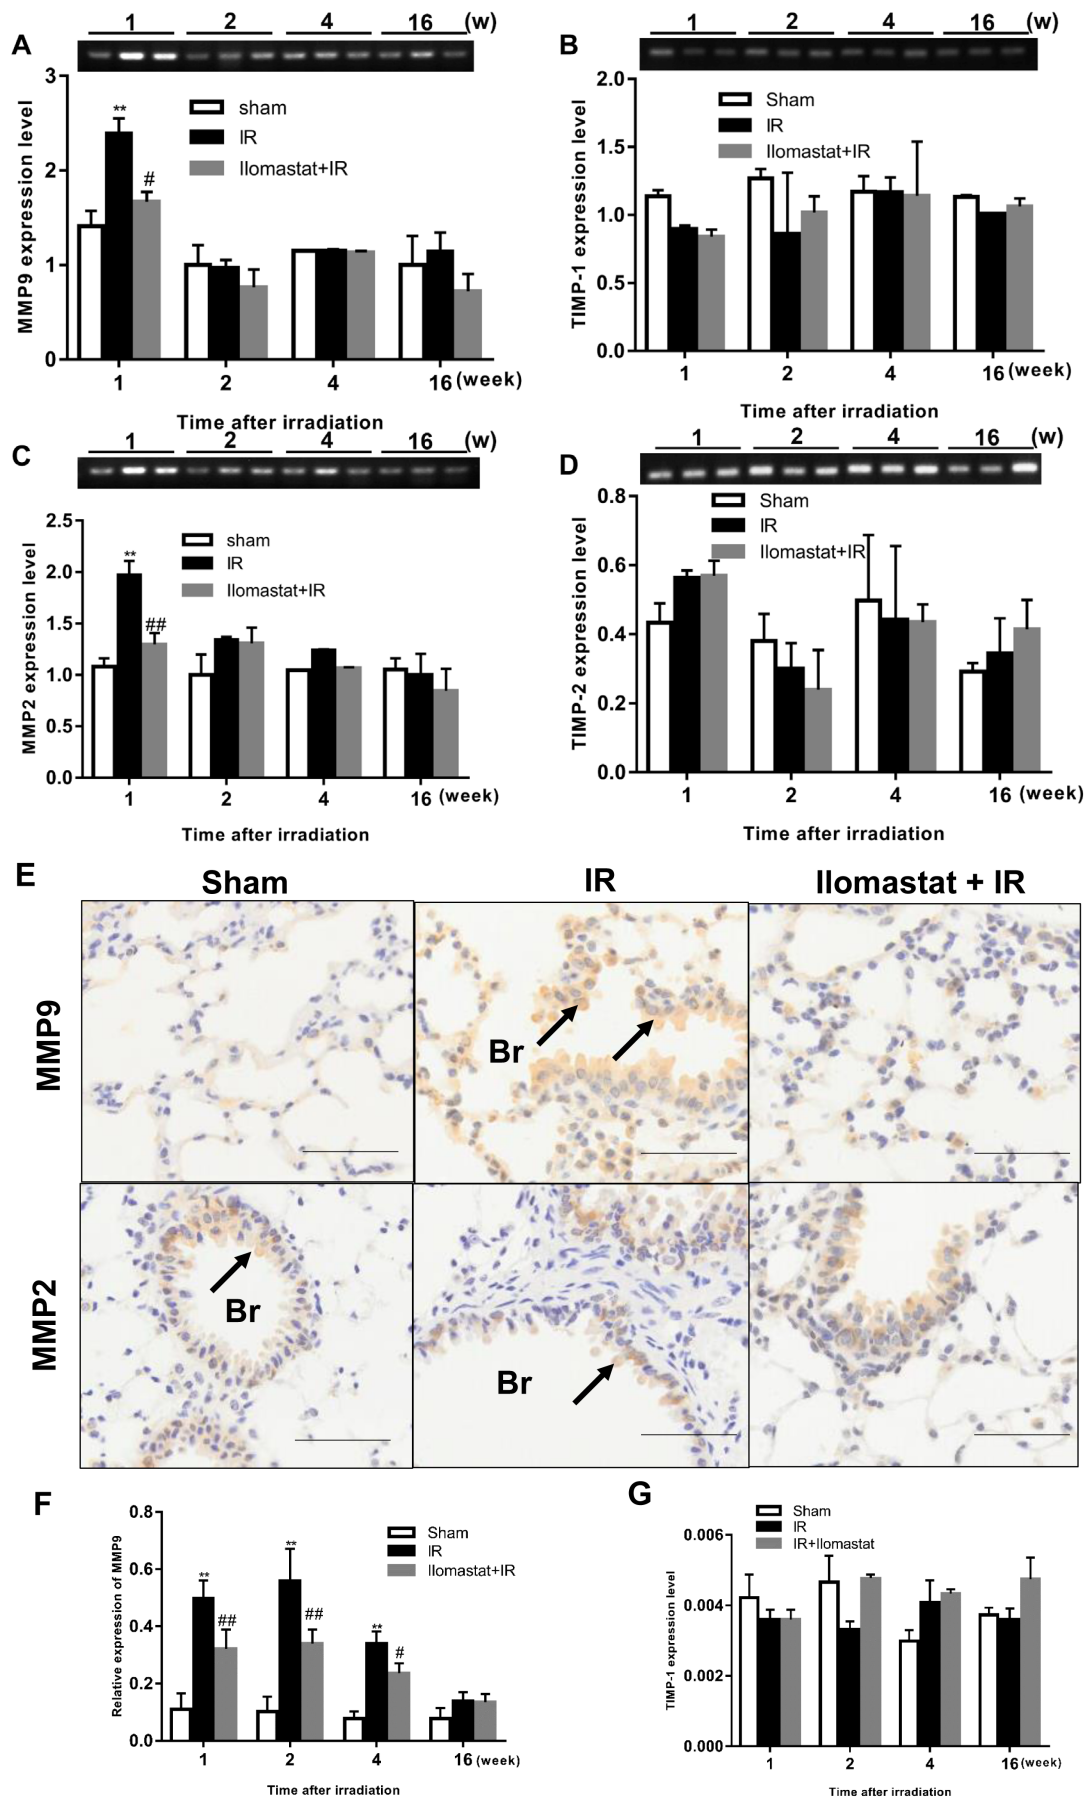 A
1 2 4 16 (w)
MMP9 expression level
3
2
1
0
**
#
sham
IR
Ilomastat+IR
1 2 4 16 (week)
Time after irradiation
B
1 2 4 16 (w)
TIMP-1 expression level
2.0
1.5
1.0
0.5
0.0
Sham
IR
Ilomastat+IR
1 2 4 16 (week)
Time after irradiation
C
1 2 4 16 (w)
MMP2 expression level
2.5
2.0
1.5
1.0
0.5
0.0
**
##
sham
IR
Ilomastat+IR
1 2 4 16 (week)
Time after irradiation
D
1 2 4 16 (w)
TIMP-2 expression level
0.8
0.6
0.4
0.2
0.0
Sham
IR
Ilomastat+IR
1 2 4 16 (week)
Time after irradiation
E
Sham IR Ilomastat + IR
MMP9
Br
MMP2
Br
Br
F
Relative expression of MMP9
0.8
0.6
0.4
0.2
0.0
** ## ** ## ** #
Sham
IR
Ilomastat+IR
1 2 4 16 (week)
Time after irradiation
G
TIMP-1 expression level
0.006
0.004
0.002
0.000
Sham
IR
IR+Ilomastat
1 2 4 16 (week)
Time after irradiation